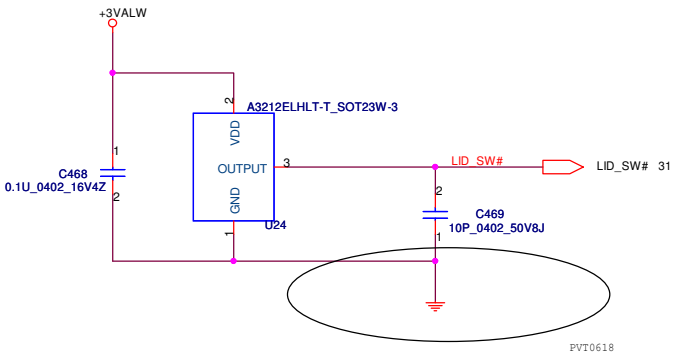 +3VALW
A3212ELHLT-T_SOT23W-3
2
VDD
1
C468
0.1U_0402_16V4Z
2
OUTPUT
3
LID_SW#
LID_SW# 31
GND
1
U24
2
C469
10P_0402_50V8J
1
PVT0618